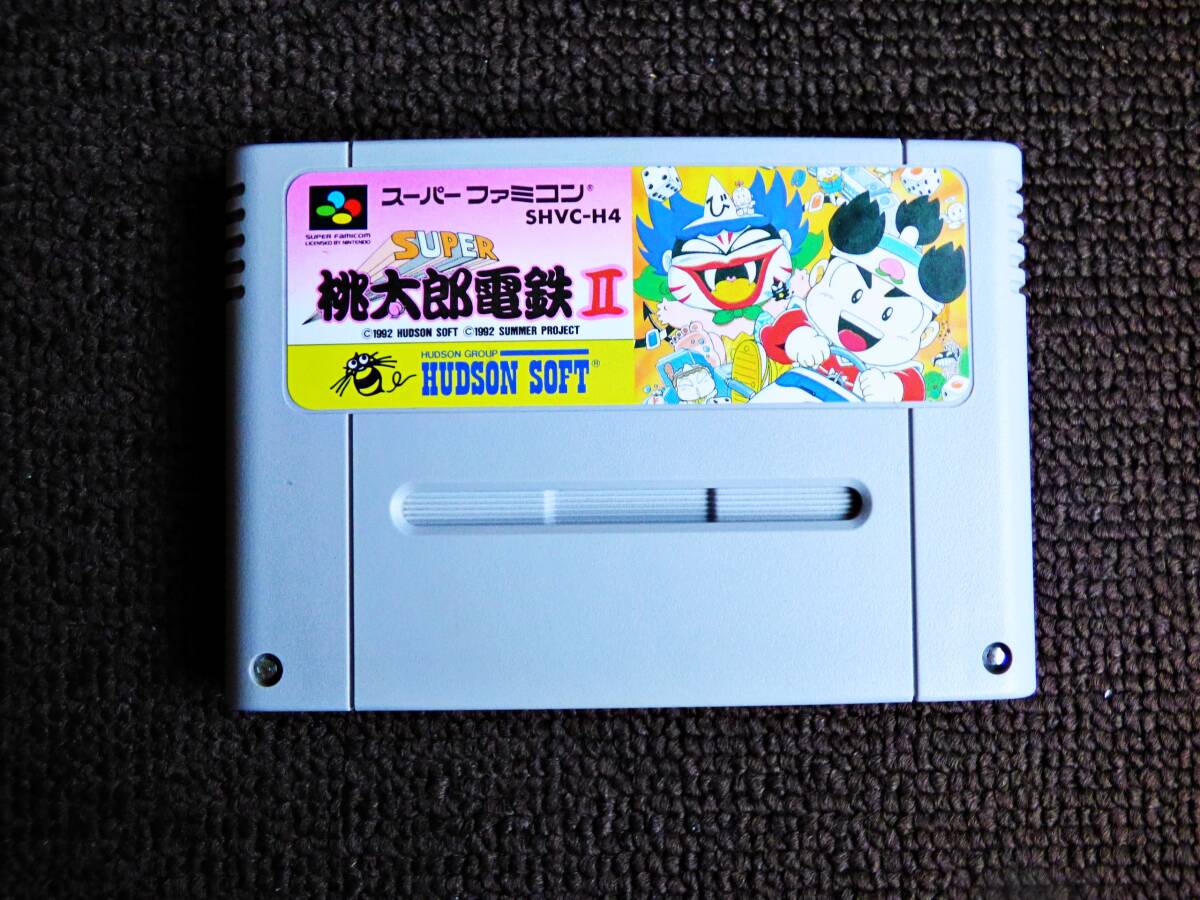 スーパーファミコン®
SHVC-H4
SUPER FAMICOM
LICENSED BY NINTENDO
SUPER
桃太郎電鉄II
©1992 HUDSON SOFT ©1992 SUMMER PROJECT
HUDSON GROUP
HUDSON SOFT®
び